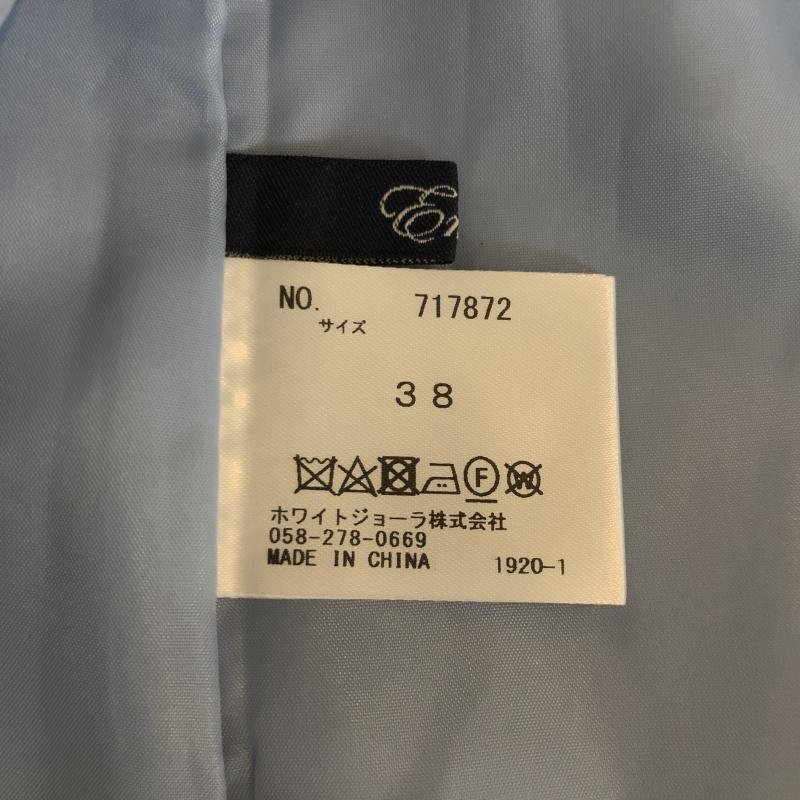 NO. 717872
サイズ
38
F W
ホワイトジョーラ株式会社
058-278-0669
MADE IN CHINA 1920-1